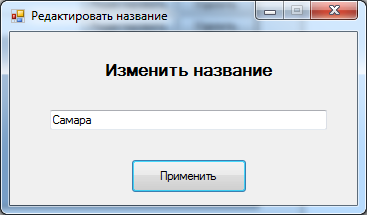 Редактировать название
Изменить название
Самара
Применить